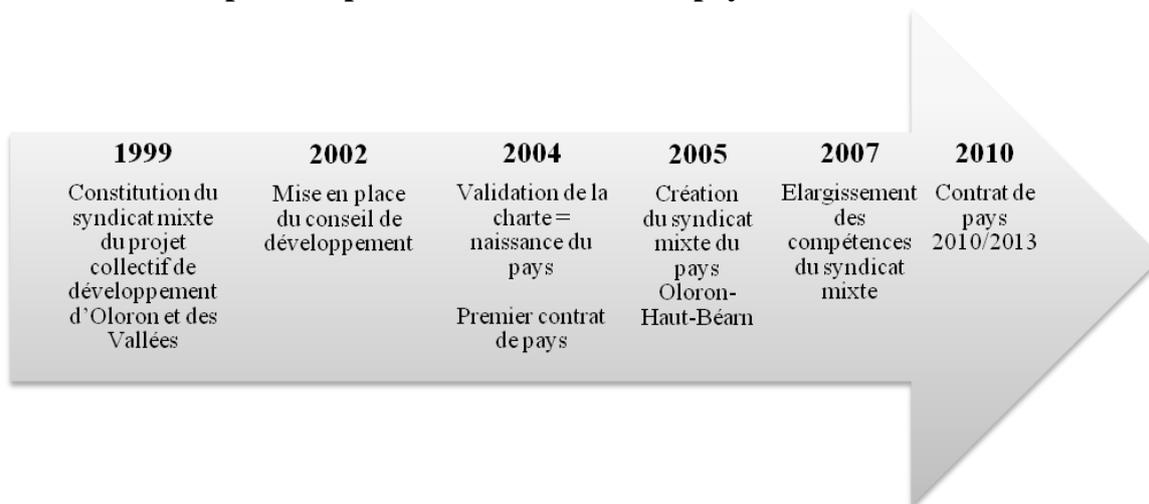 1999
Constitution du
syndicat mixte
du projet
collectif de
développement
d'Oloron et des
Vallées
2002
Mise en place
du conseil de
développement
2004
Validation de la
charte =
naissance du
pays
Premier contrat
de pays
2005
Création
du syndicat
mixte du
pays
Oloron-
Haut-Béarn
2007
Elargissement
des
compétences
du syndicat
mixte
2010
Contrat de
pays
2010/2013